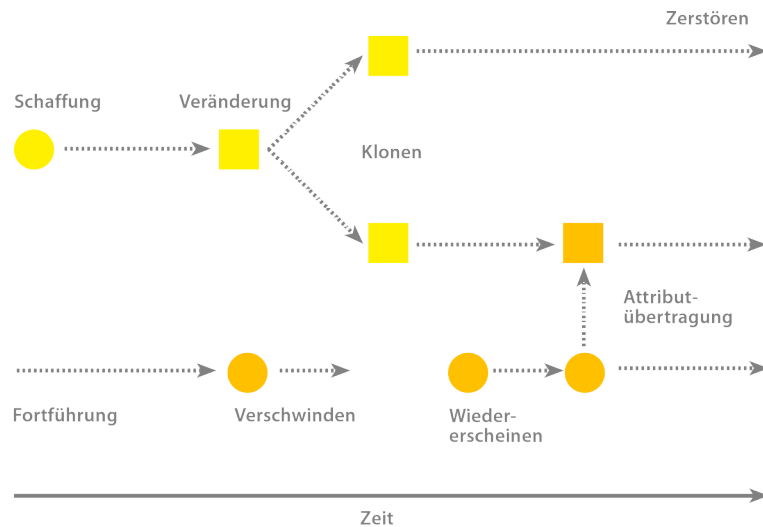 Zerstören
Schaffung
Veränderung
Klonen
Attribut-
übertragung
Fortführung
Verschwinden
Wieder-
erscheinen
Zeit